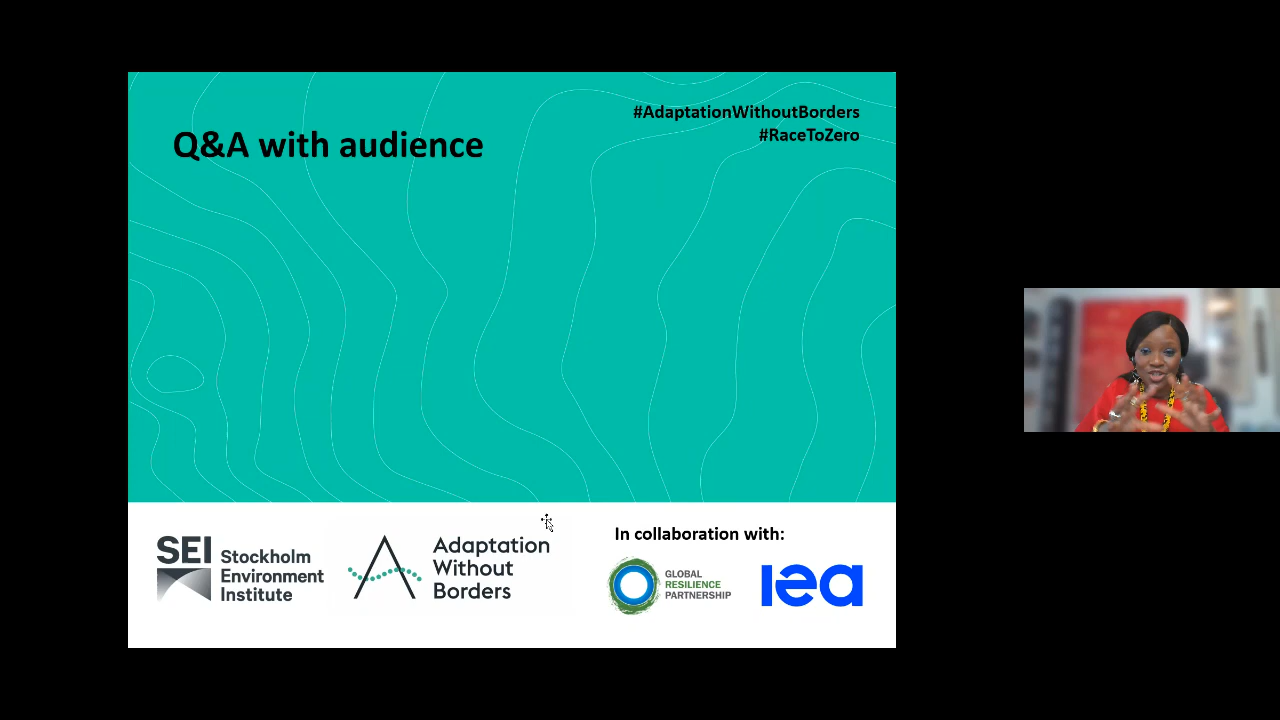 #AdaptationWithoutBorders
#RaceToZero
Q&A with audience
SEI Stockholm
Environment
Institute
Adaptation
Without
Borders
In collaboration with:
GLOBAL
RESILIENCE
PARTNERSHIP
iea